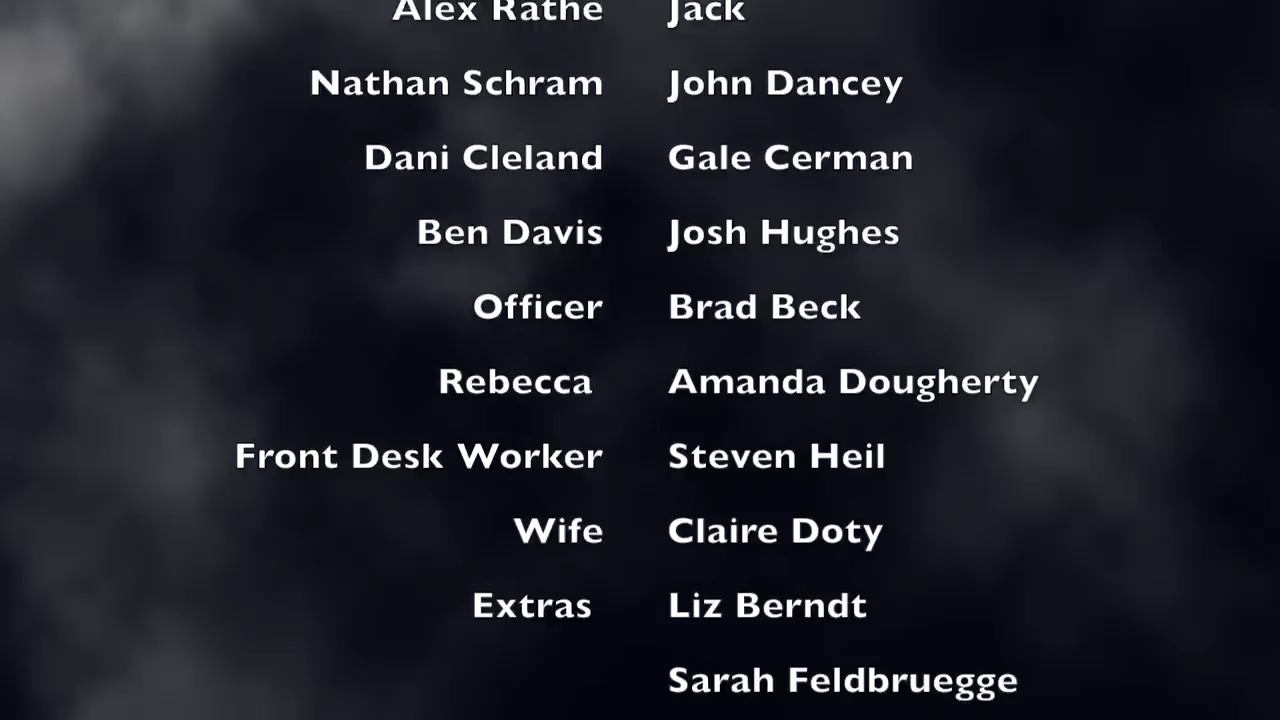 Alex Rathe Jack
Nathan Schram John Dancey
Dani Cleland Gale Cerman
Ben Davis Josh Hughes
Officer Brad Beck
Rebecca Amanda Dougherty
Front Desk Worker Steven Heil
Wife Claire Doty
Extras Liz Berndt
Sarah Feldbruegge